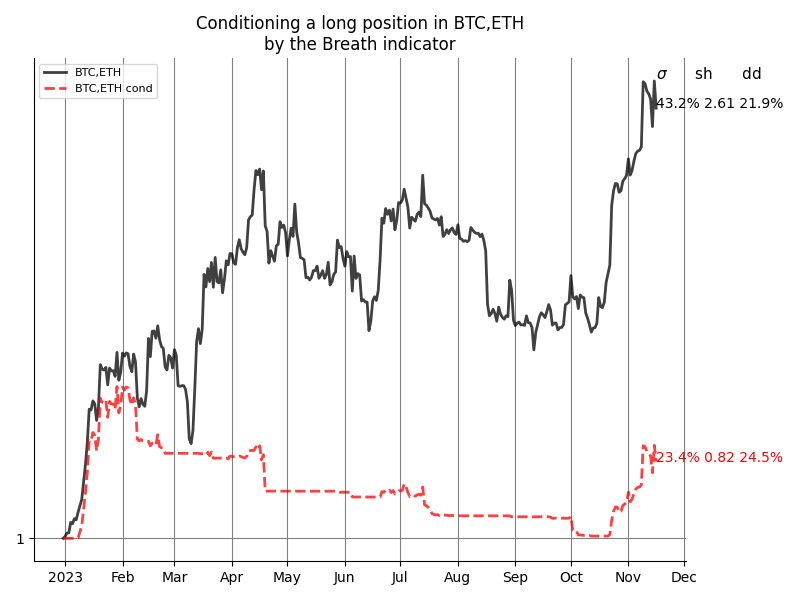 Conditioning a long position in BTC,ETH
by the Breath indicator
BTC,ETH
BTC,ETH cond
σ sh dd
43.2% 2.61 21.9%
23.4% 0.82 24.5%
1
2023 Feb Mar Apr May Jun Jul Aug Sep Oct Nov Dec